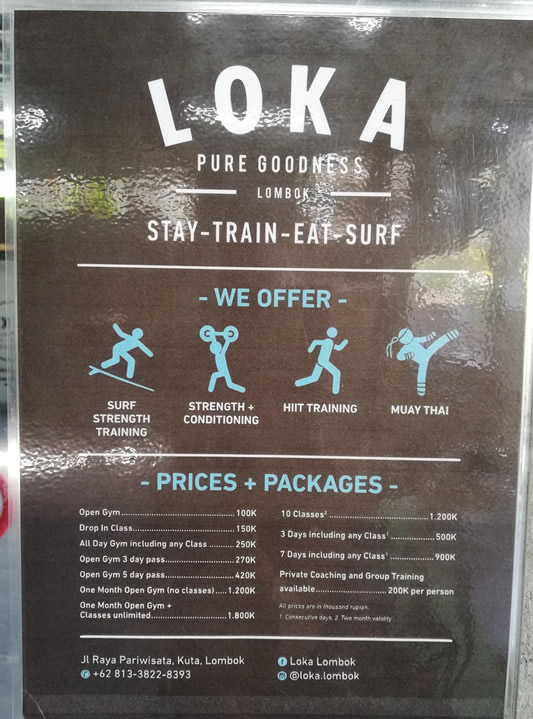 LOKA
PURE GOODNESS
LOMBOK
STAY-TRAIN-EAT-SURF
- WE OFFER -
SURF
STRENGTH
TRAINING
STRENGTH +
CONDITIONING
HIIT TRAINING
MUAY THAI
- PRICES + PACKAGES -
Open Gym.......................................100K
Drop In Class...................................150K
All Day Gym including any Class ........250K
Open Gym 3 day pass.......................270K
Open Gym 5 day pass.......................420K
One Month Open Gym (no classes).....1.200K
One Month Open Gym +
Classes unlimited...........................1.800K
10 Classes²..................................1.200K
3 Days including any Class¹................500K
7 Days including any Class¹................900K
Private Coaching and Group Training
available........................200K per person
All prices are in thousand rupiah.
1. Consecutive days. 2. Two month validity
Jl Raya Pariwisata, Kuta, Lombok
+62 813-3822-8393
Loka Lombok
@loka.lombok